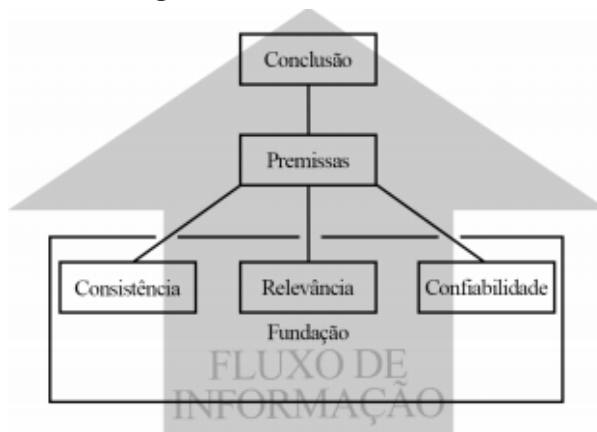 Conclusão
Premissas
Consistência
Relevância
Confiabilidade
Fundação
FLUXO DE
INFORMAÇÃO